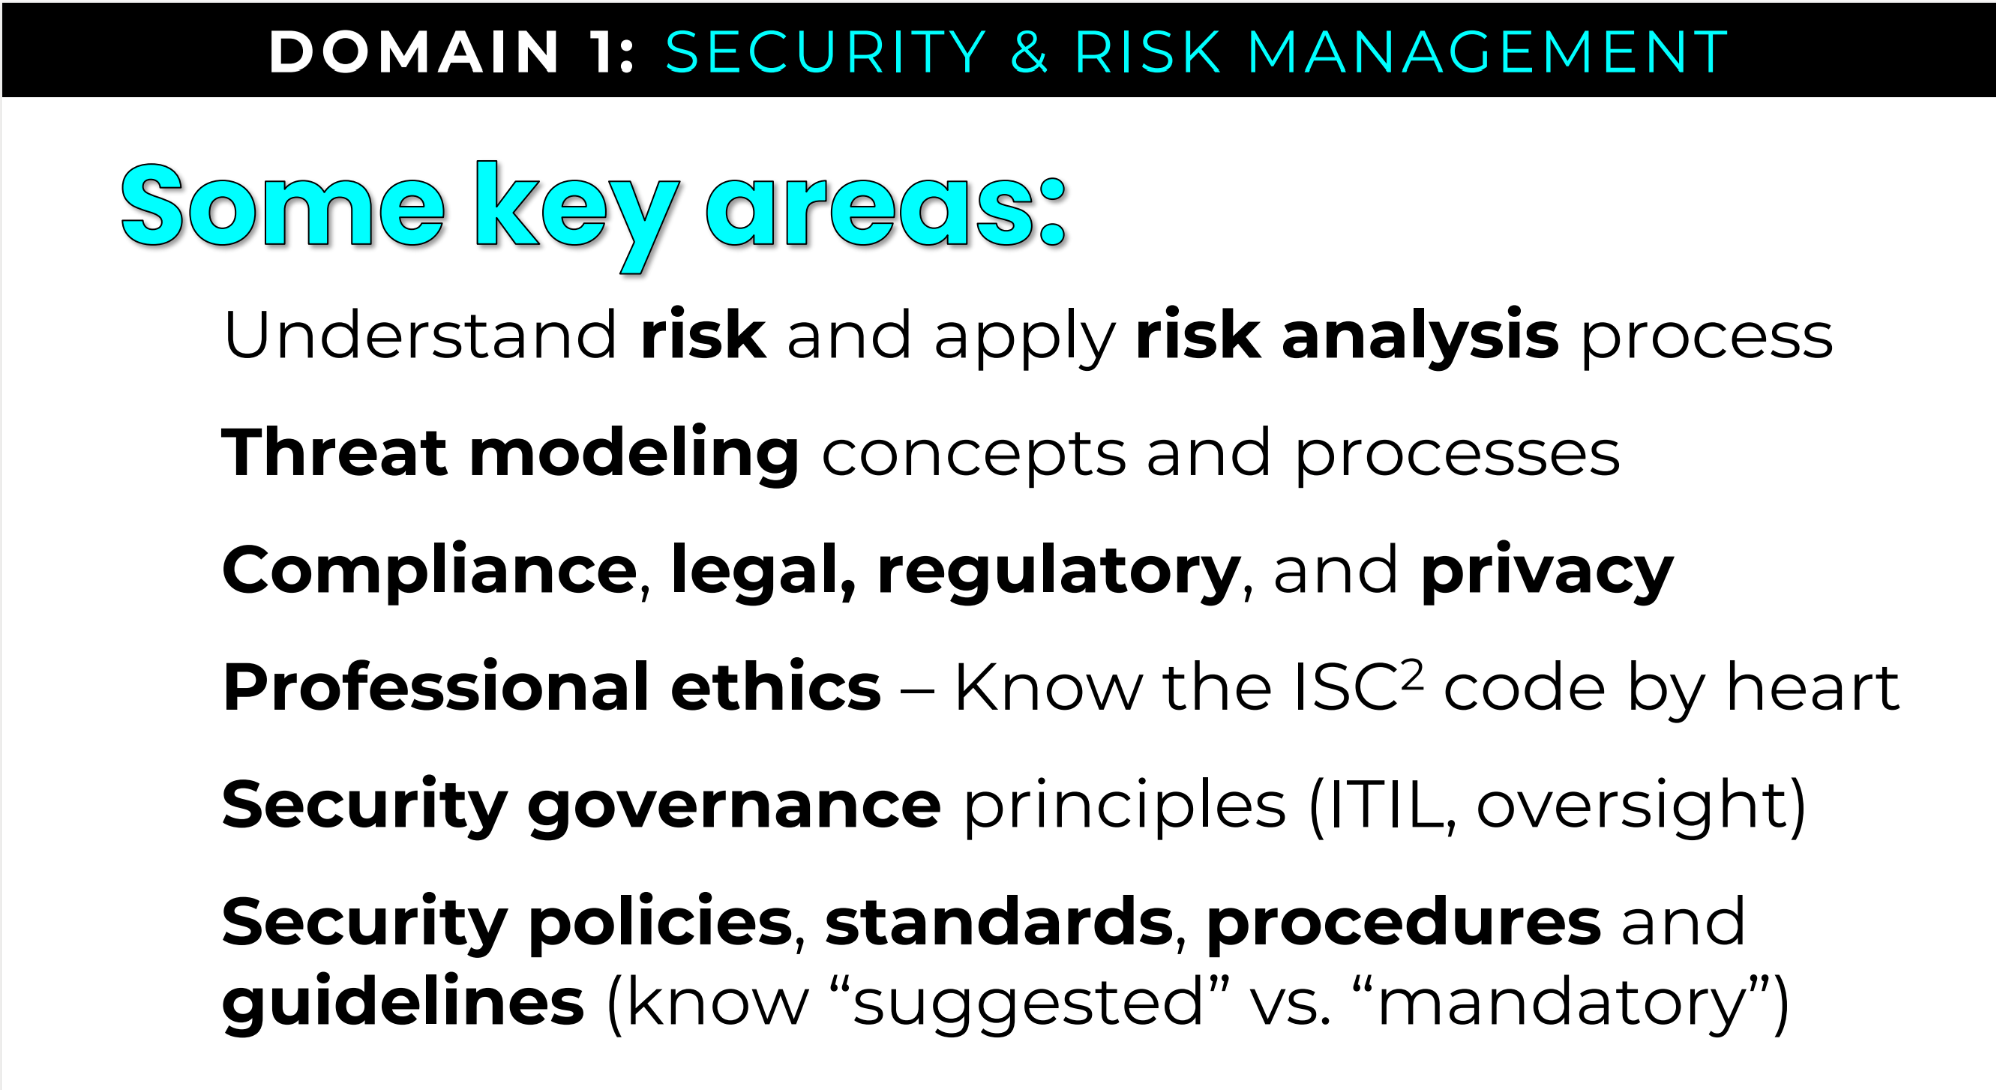 DOMAIN 1: SECURITY & RISK MANAGEMENT
Some key areas:
Understand risk and apply risk analysis process
Threat modeling concepts and processes
Compliance, legal, regulatory, and privacy
Professional ethics – Know the ISC² code by heart
Security governance principles (ITIL, oversight)
Security policies, standards, procedures and
guidelines (know “suggested” vs. “mandatory”)